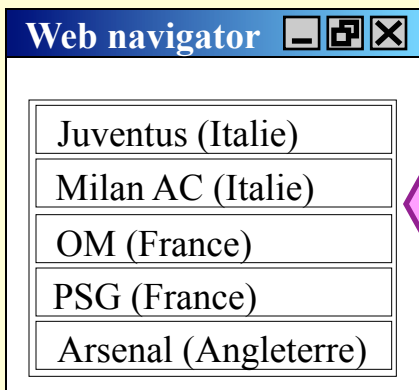 Web navigator
Juventus (Italie)
Milan AC (Italie)
OM (France)
PSG (France)
Arsenal (Angleterre)